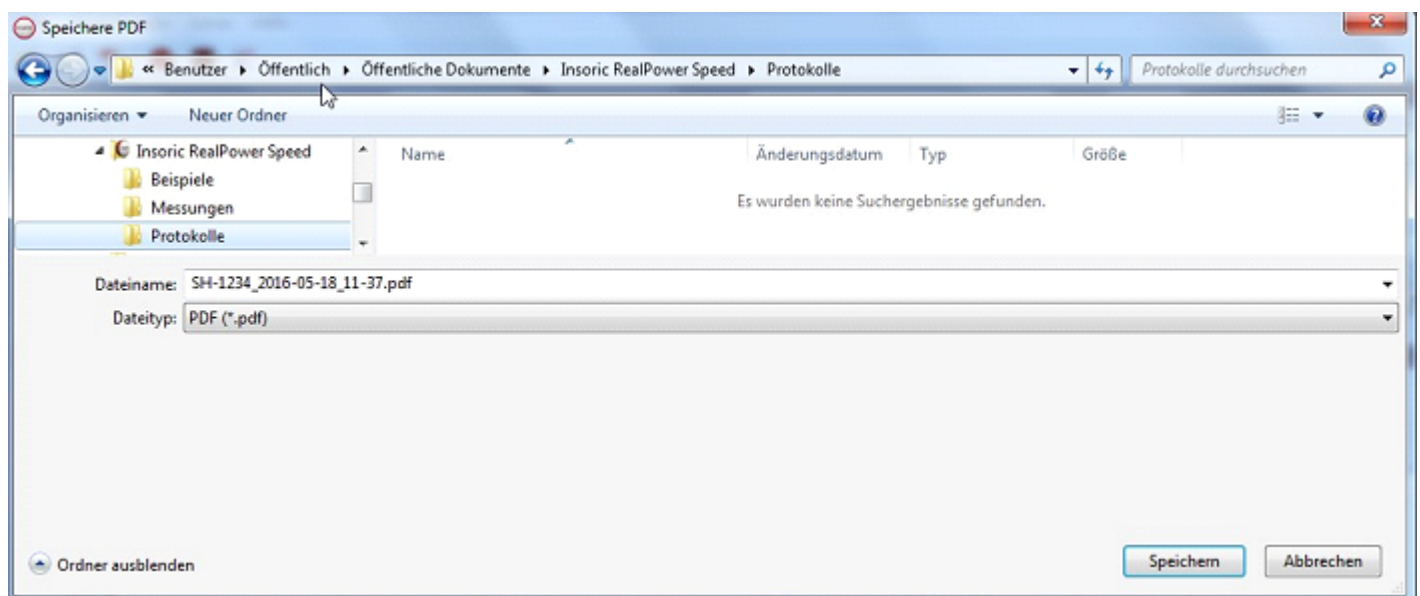 Speichere PDF
« Benutzer Öffentlich Öffentliche Dokumente Insoric RealPower Speed Protokolle Protokolle durchsuchen
Organisieren Neuer Ordner
Insoric RealPower Speed
Beispiele
Messungen
Protokolle
Name Änderungsdatum Typ Größe
Es wurden keine Suchergebnisse gefunden.
Dateiname: SH-1234_2016-05-18_11-37.pdf
Dateityp: PDF (*.pdf)
Ordner ausblenden Speichern Abbrechen